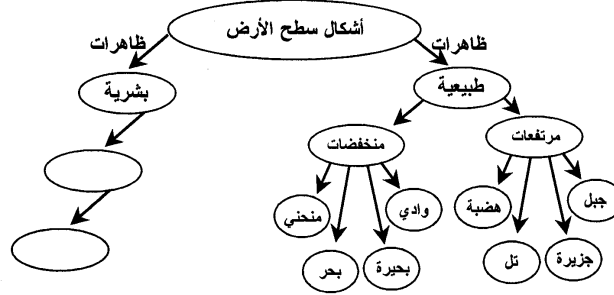 أشكال سطح الأرض
ظاهرات
ظاهرات
طبيعية
بشرية
مرتفعات
منخفضات
جبل
هضبة
وادي
منحني
جزيرة
تل
بحيرة
بحر